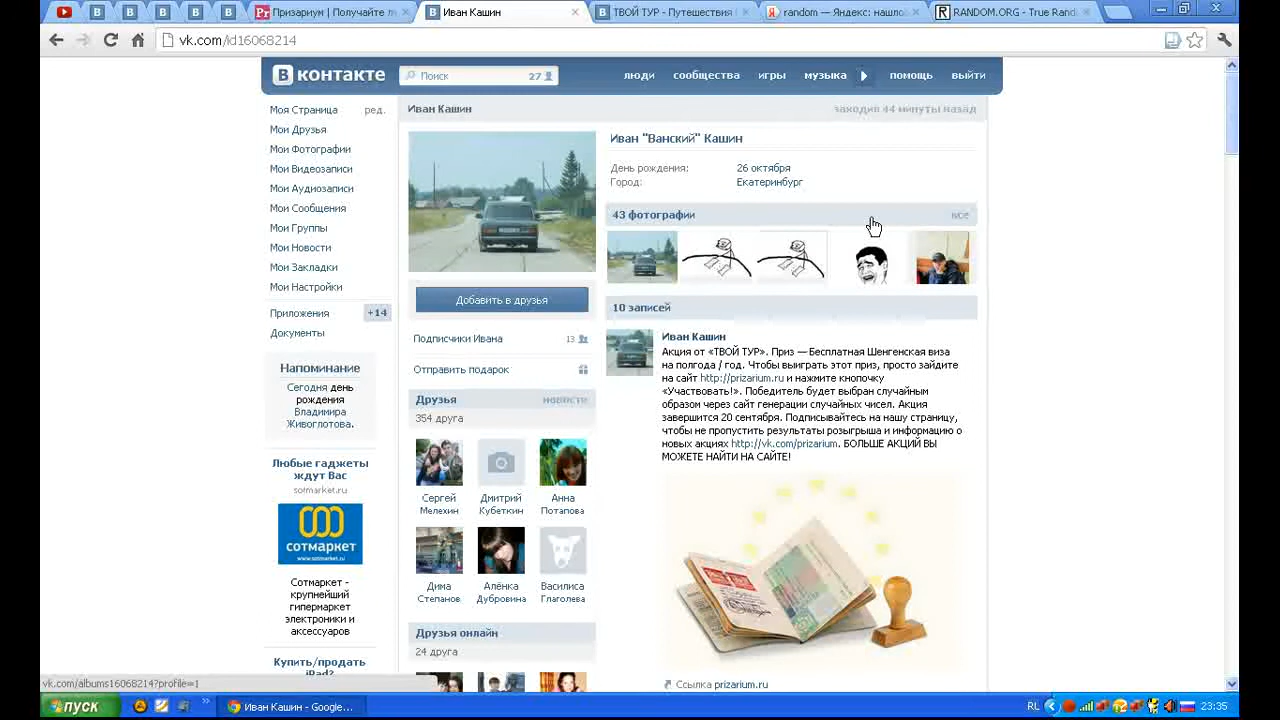 Призариум | Получайте
Иван Кашин
ТВОЙ ТУР - Путешествия
random — Яндекс: нашло
RANDOM.ORG - True Rand
vk.com/id16068214
В контакте
Поиск
27
люди
сообщества
игры
музыка
помощь
выйти
Моя Страница
ред.
Мои Друзья
Мои Фотографии
Мои Видеозаписи
Мои Аудиозаписи
Мои Сообщения
Мои Группы
Мои Новости
Мои Закладки
Мои Настройки
Приложения
+14
Документы
Напоминание
Сегодня день
рождения
Владимира
Живоглотова.
Любые гаджеты
ждут Вас
sotmarket.ru
СОТМАРКЕТ
www.sotmarket.ru
Сотмаркет -
крупнейший
гипермаркет
электроники и
аксессуаров
Купить/продать
iPad?
Иван Кашин
заходил 44 минуты назад
Добавить в друзья
Подписчики Ивана
13
Отправить подарок
Друзья
новости
354 друга
Сергей Мелехин
Дмитрий Кубеткин
Анна Потапова
Дима Степанов
Алёнка Дубровина
Василиса Глаголева
Друзья онлайн
24 друга
Иван "Ванский" Кашин
День рождения:
26 октября
Город:
Екатеринбург
43 фотографии
все
10 записей
Иван Кашин
Акция от «ТВОЙ ТУР». Приз — Бесплатная Шенгенская виза
на полгода / год. Чтобы выиграть этот приз, просто зайдите
на сайт http://prizarium.ru и нажмите кнопочку
«Участвовать!». Победитель будет выбран случайным
образом через сайт генерации случайных чисел. Акция
завершится 20 сентября. Подписывайтесь на нашу страницу,
чтобы не пропустить результаты розыгрыша и информацию о
новых акциях http://vk.com/prizarium. БОЛЬШЕ АКЦИЙ ВЫ
МОЖЕТЕ НАЙТИ НА САЙТЕ!
Ссылка prizarium.ru
vk.com/albums16068214?profile=1
пуск
Иван Кашин - Google...
RL
23:35